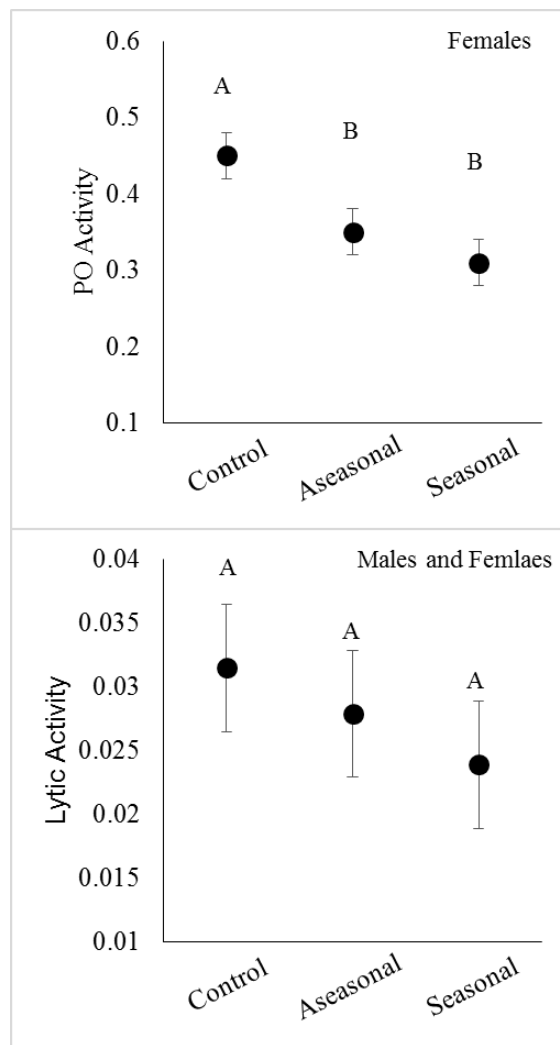 Females
0.6
A
0.5
B
B
0.4
0.3
0.2
0.1
PO Activity
Control
Aseasonal
Seasonal
Males and Femlaes
0.04
A
0.035
A
A
0.03
0.025
0.02
0.015
0.01
Lytic Activity
Control
Aseasonal
Seasonal